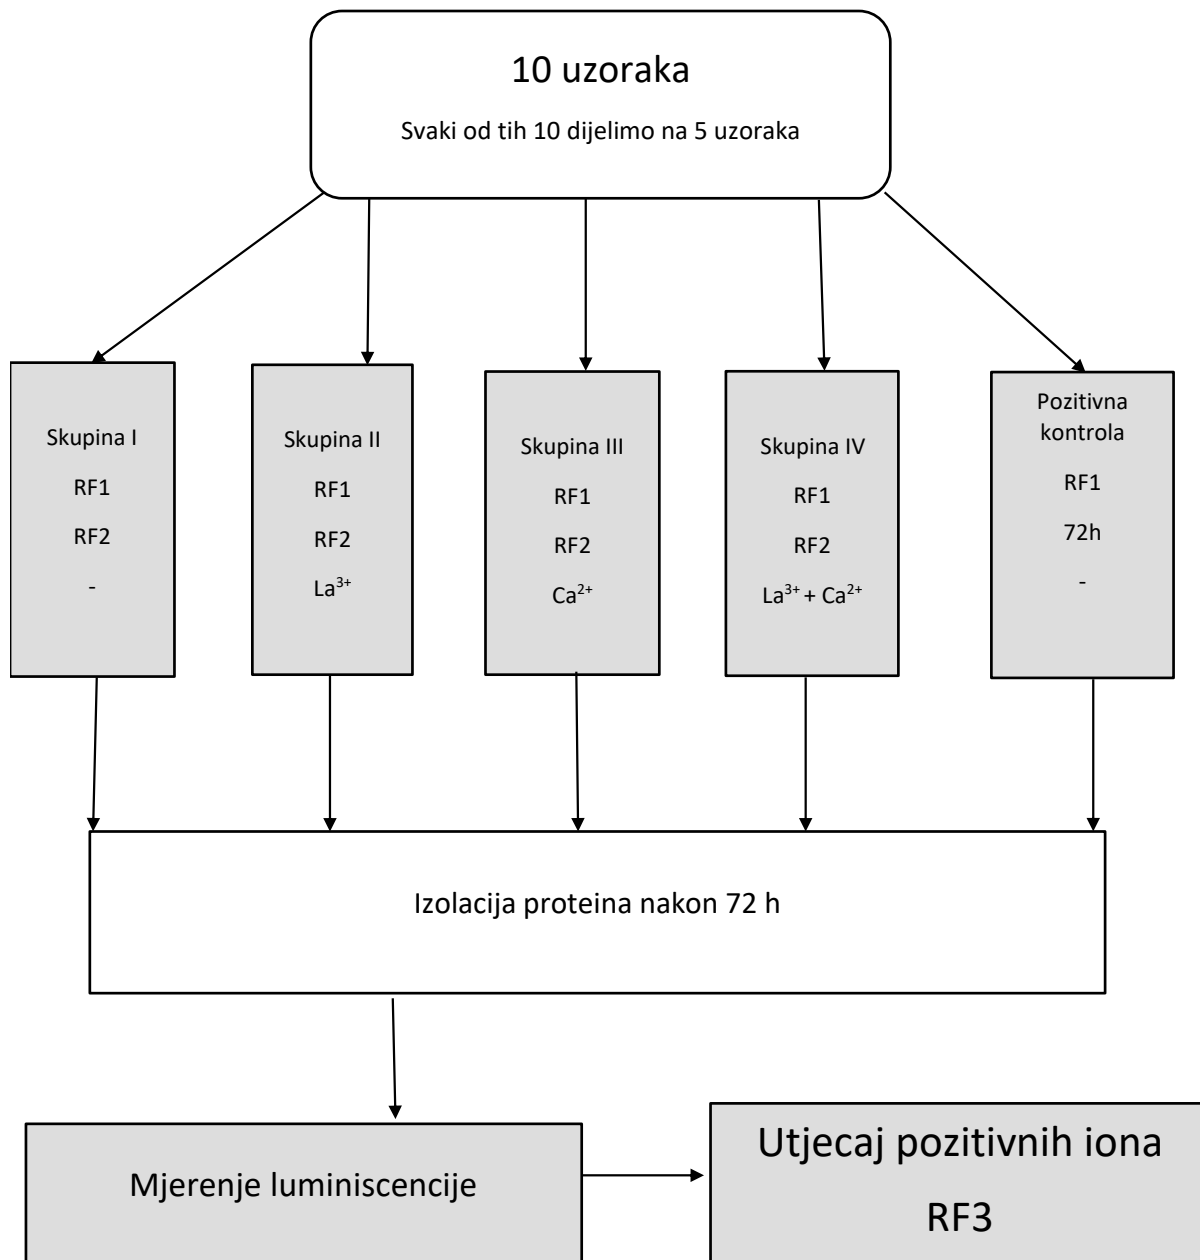 10 uzoraka
Svaki od tih 10 dijelimo na 5 uzoraka
Skupina I
RF1
RF2
-
Skupina II
RF1
RF2
La³⁺
Skupina III
RF1
RF2
Ca²⁺
Skupina IV
RF1
RF2
La³⁺ + Ca²⁺
Pozitivna
kontrola
RF1
72h
-
Izolacija proteina nakon 72 h
Mjerenje luminiscencije
Utjecaj pozitivnih iona
RF3